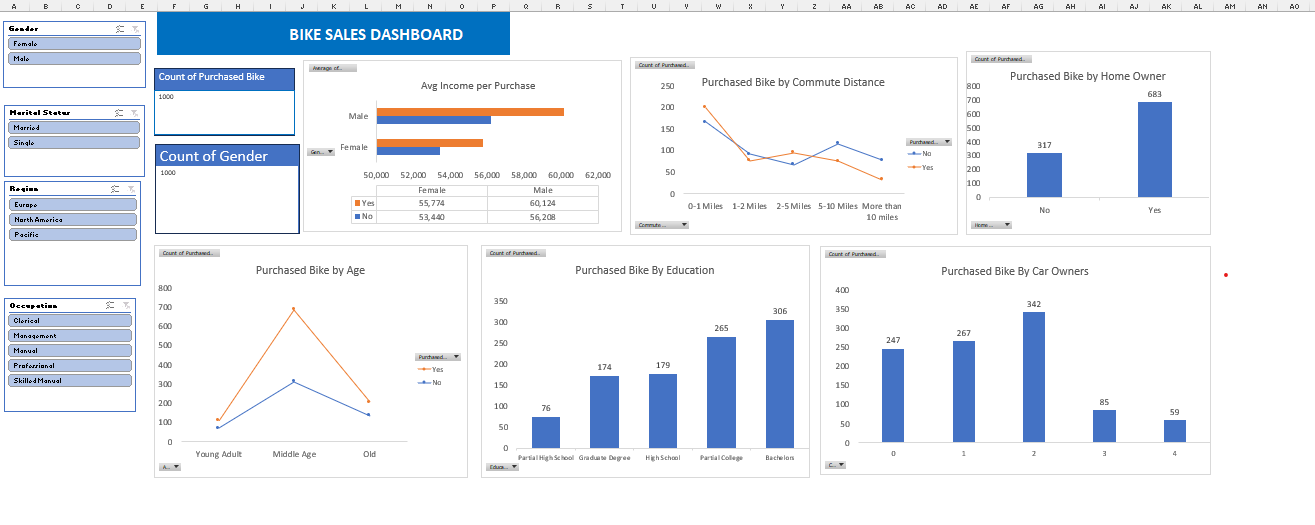 A B C D E F G H I J K L M N O P Q R S T U V W X Y Z AA AB AC AD AE AF AG AH AI AJ AK AL AM AN AO
BIKE SALES DASHBOARD
Gender
Female
Male
Marital Status
Married
Single
Region
Europe
North America
Pacific
Occupation
Clerical
Management
Manual
Professional
Skilled Manual
Count of Purchased Bike
1000
Count of Gender
1000
Average of...
Avg Income per Purchase
Male
Female
Gen...
50,000 52,000 54,000 56,000 58,000 60,000 62,000
Female Male
Yes 55,774 60,124
No 53,440 56,208
Count of Purchased...
Purchased Bike by Commute Distance
250
200
150
100
50
0
0-1 Miles 1-2 Miles 2-5 Miles 5-10 Miles More than
10 miles
Purchased...
No
Yes
Commute ...
Count of Purchased...
Purchased Bike by Home Owner
800
700
600
500
400
300
200
100
0
317
683
No Yes
Home ...
Count of Purchased...
Purchased Bike by Age
800
700
600
500
400
300
200
100
0
Young Adult Middle Age Old
Purchased...
Yes
No
A...
Count of Purchased...
Purchased Bike By Education
350
300
250
200
150
100
50
0
76
174
179
265
306
Partial High School Graduate Degree High School Partial College Bachelors
Educa...
Count of Purchased...
Purchased Bike By Car Owners
400
350
300
250
200
150
100
50
0
247
267
342
85
59
0 1 2 3 4
C...